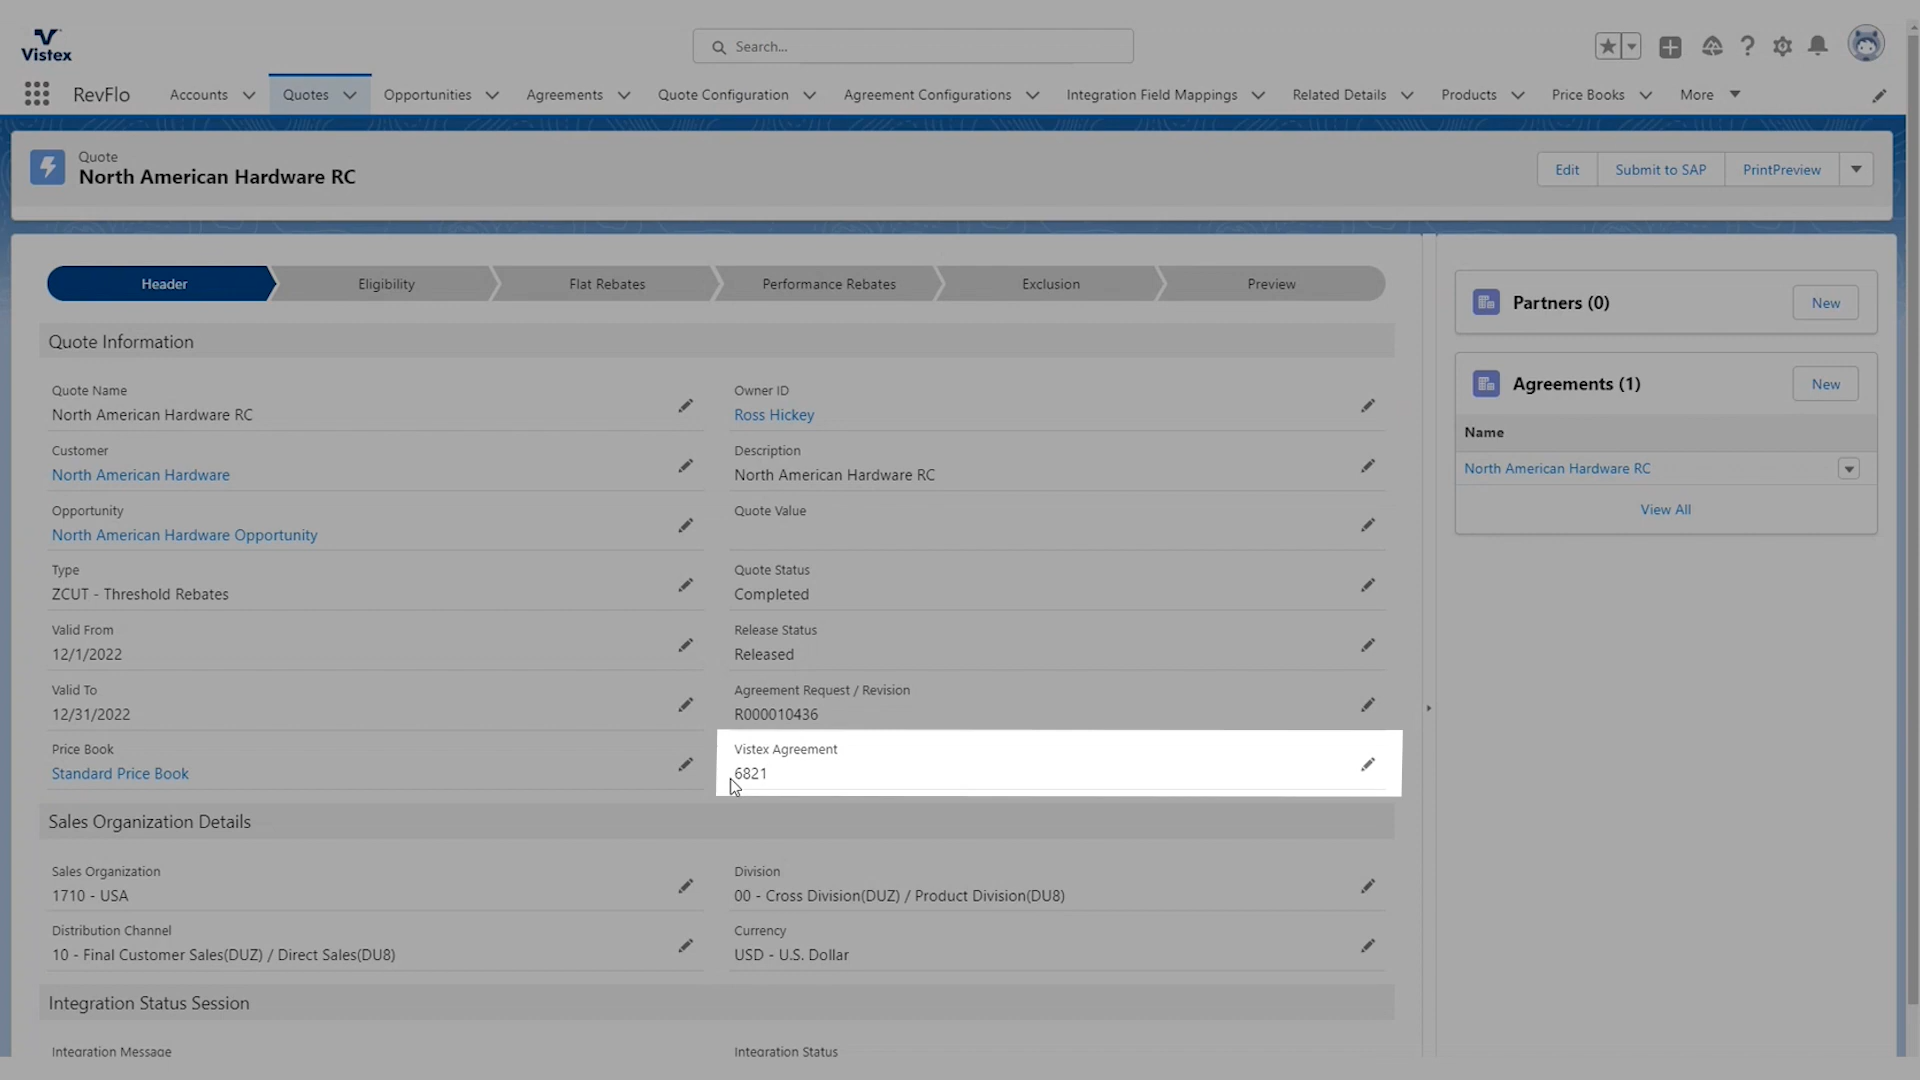 Vistex
Search...
RevFlo
Accounts
Quotes
Opportunities
Agreements
Quote Configuration
Agreement Configurations
Integration Field Mappings
Related Details
Products
Price Books
More
Quote
North American Hardware RC
Edit
Submit to SAP
PrintPreview
Header
Eligibility
Flat Rebates
Performance Rebates
Exclusion
Preview
Quote Information
Quote Name
North American Hardware RC
Owner ID
Ross Hickey
Customer
North American Hardware
Description
North American Hardware RC
Opportunity
North American Hardware Opportunity
Quote Value
Type
ZCUT - Threshold Rebates
Quote Status
Completed
Valid From
12/1/2022
Release Status
Released
Valid To
12/31/2022
Agreement Request / Revision
R000010436
Price Book
Standard Price Book
Vistex Agreement
6821
Sales Organization Details
Sales Organization
1710 - USA
Division
00 - Cross Division(DUZ) / Product Division(DU8)
Distribution Channel
10 - Final Customer Sales(DUZ) / Direct Sales(DU8)
Currency
USD - U.S. Dollar
Integration Status Session
Integration Message
Integration Status
Partners (0)
New
Agreements (1)
New
Name
North American Hardware RC
View All